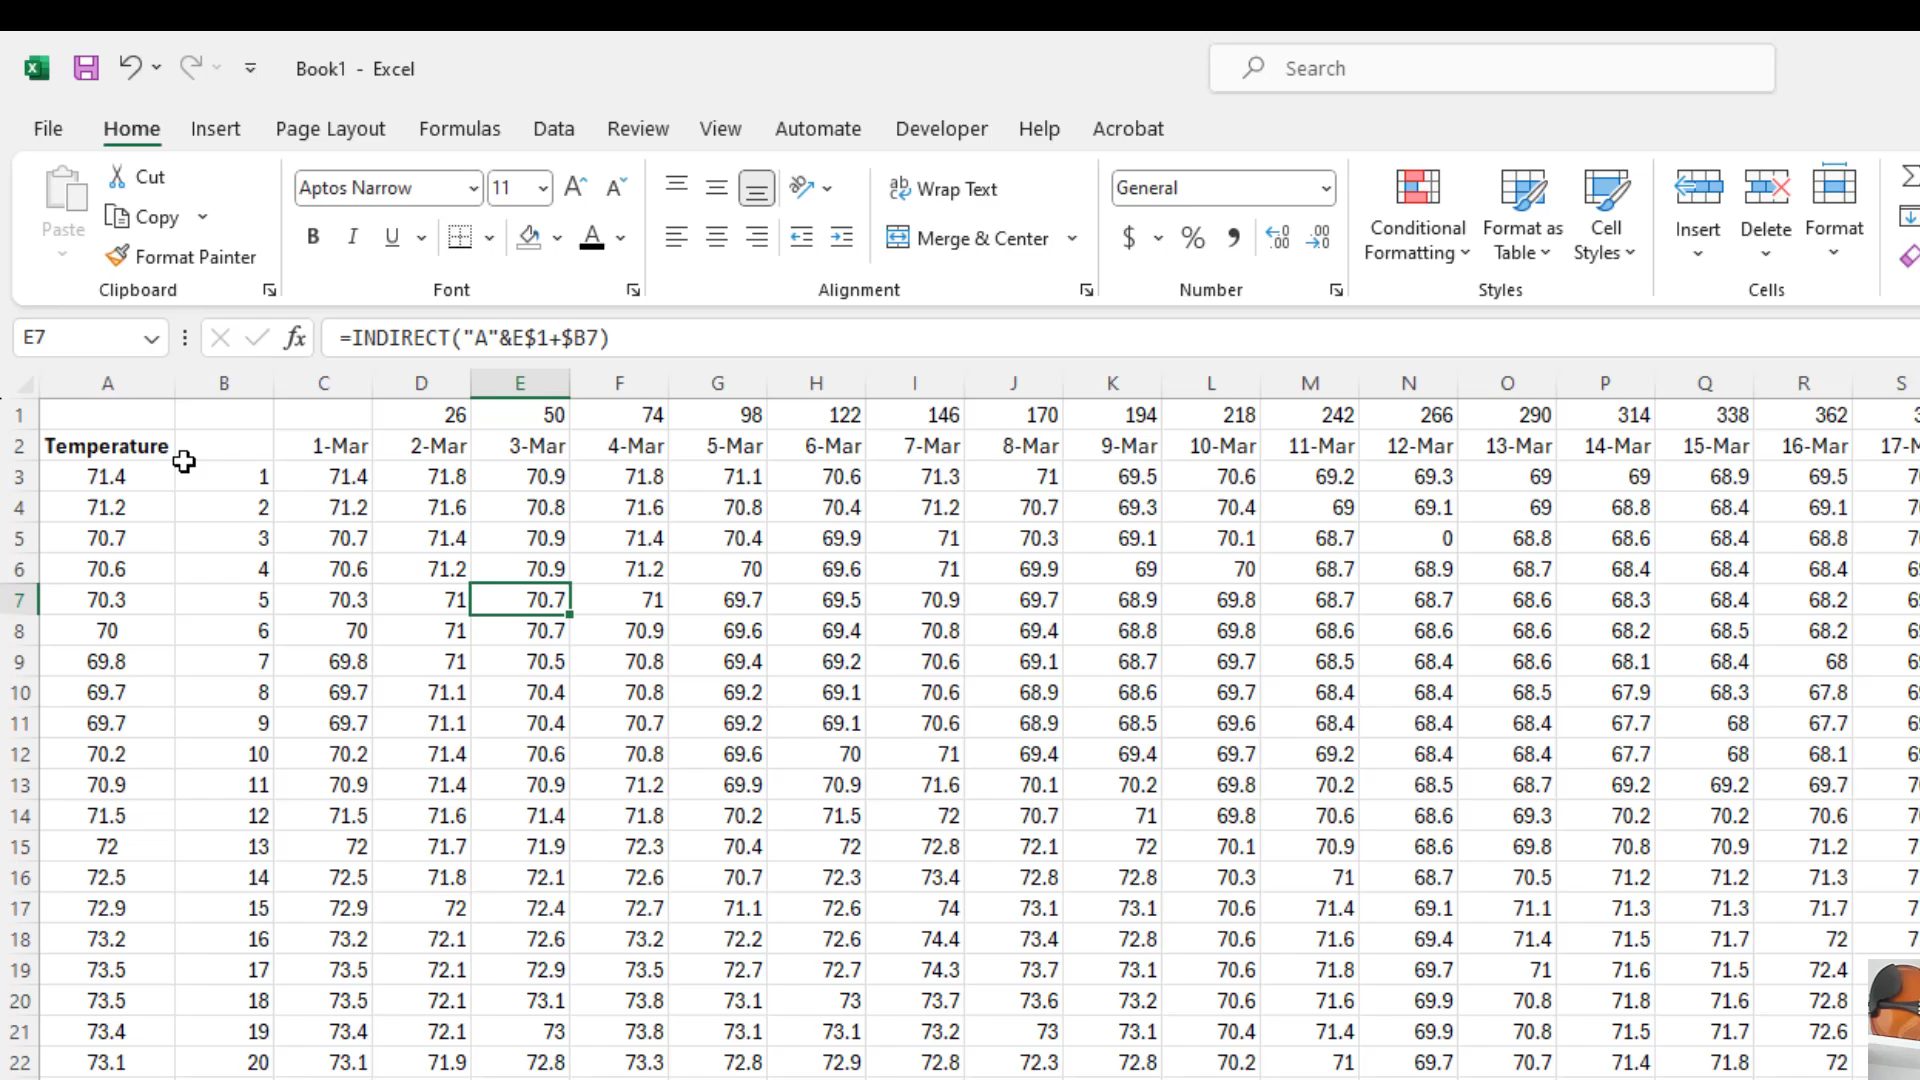 Book1 - Excel
Search
File Home Insert Page Layout Formulas Data Review View Automate Developer Help Acrobat
Paste
Cut
Copy
Format Painter
Clipboard
Aptos Narrow 11
B I U
Font
Wrap Text
Merge & Center
Alignment
General
$ % ,
Number
Conditional Formatting
Format as Table
Cell Styles
Styles
Insert Delete Format
Cells
E7 fx =INDIRECT("A"&E$1+$B7)
A B C D E F G H I J K L M N O P Q R S
1 26 50 74 98 122 146 170 194 218 242 266 290 314 338 362
2 Temperature 1-Mar 2-Mar 3-Mar 4-Mar 5-Mar 6-Mar 7-Mar 8-Mar 9-Mar 10-Mar 11-Mar 12-Mar 13-Mar 14-Mar 15-Mar 16-Mar
3 71.4 1 71.4 71.8 70.9 71.8 71.1 70.6 71.3 71 69.5 70.6 69.2 69.3 69 69 68.9 69.5
4 71.2 2 71.2 71.6 70.8 71.6 70.8 70.4 71.2 70.7 69.3 70.4 69 69.1 69 68.8 68.4 69.1
5 70.7 3 70.7 71.4 70.9 71.4 70.4 69.9 71 70.3 69.1 70.1 68.7 0 68.8 68.6 68.4 68.8
6 70.6 4 70.6 71.2 70.9 71.2 70 69.6 71 69.9 69 70 68.7 68.9 68.7 68.4 68.4 68.4
7 70.3 5 70.3 71 70.7 71 69.7 69.5 70.9 69.7 68.9 69.8 68.7 68.7 68.6 68.3 68.4 68.2
8 70 6 70 71 70.7 70.9 69.6 69.4 70.8 69.4 68.8 69.8 68.6 68.6 68.6 68.2 68.5 68.2
9 69.8 7 69.8 71 70.5 70.8 69.4 69.2 70.6 69.1 68.7 69.7 68.5 68.4 68.6 68.1 68.4 68
10 69.7 8 69.7 71.1 70.4 70.8 69.2 69.1 70.6 68.9 68.6 69.7 68.4 68.4 68.5 67.9 68.3 67.8
11 69.7 9 69.7 71.1 70.4 70.7 69.2 69.1 70.6 68.9 68.5 69.6 68.4 68.4 68.4 67.7 68 67.7
12 70.2 10 70.2 71.4 70.6 70.8 69.6 70 71 69.4 69.4 69.7 69.2 68.4 68.4 67.7 68 68.1
13 70.9 11 70.9 71.4 70.9 71.2 69.9 70.9 71.6 70.1 70.2 69.8 70.2 68.5 68.7 69.2 69.2 69.7
14 71.5 12 71.5 71.6 71.4 71.8 70.2 71.5 72 70.7 71 69.8 70.6 68.6 69.3 70.2 70.2 70.6
15 72 13 72 71.7 71.9 72.3 70.4 72 72.8 72.1 72 70.1 70.9 68.6 69.8 70.8 70.9 71.2
16 72.5 14 72.5 71.8 72.1 72.6 70.7 72.3 73.4 72.8 72.8 70.3 71 68.7 70.5 71.2 71.2 71.3
17 72.9 15 72.9 72 72.4 72.7 71.1 72.6 74 73.1 73.1 70.6 71.4 69.1 71.1 71.3 71.3 71.7
18 73.2 16 73.2 72.1 72.6 73.2 72.2 72.6 74.4 73.4 72.8 70.6 71.6 69.4 71.4 71.5 71.7 72
19 73.5 17 73.5 72.1 72.9 73.5 72.7 72.7 74.3 73.7 73.1 70.6 71.8 69.7 71 71.6 71.5 72.4
20 73.5 18 73.5 72.1 73.1 73.8 73.1 73 73.7 73.6 73.2 70.6 71.6 69.9 70.8 71.8 71.6 72.8
21 73.4 19 73.4 72.1 73 73.8 73.1 73.1 73.2 73 73.1 70.4 71.4 69.9 70.8 71.5 71.7 72.6
22 73.1 20 73.1 71.9 72.8 73.3 72.8 72.9 72.8 72.3 72.8 70.2 71 69.7 70.7 71.4 71.8 72